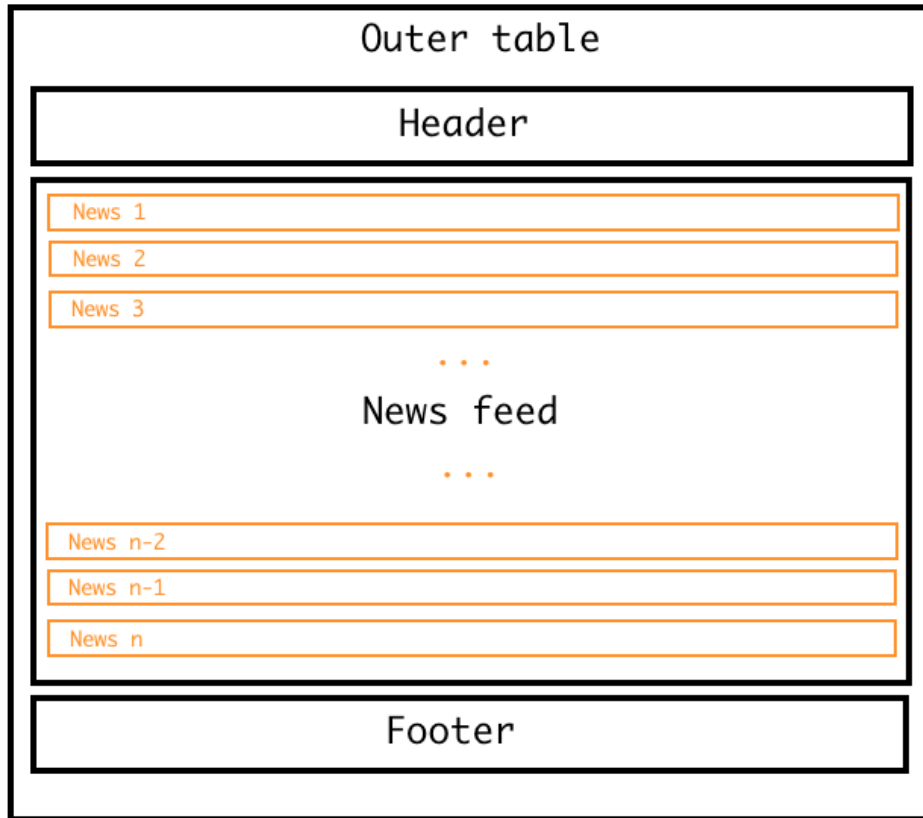 Outer table
Header
News 1
News 2
News 3
...
News feed
...
News n-2
News n-1
News n
Footer